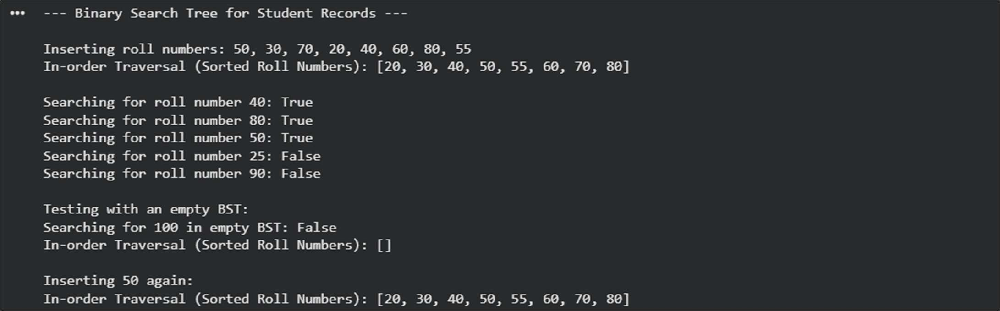 --- Binary Search Tree for Student Records ---
Inserting roll numbers: 50, 30, 70, 20, 40, 60, 80, 55
In-order Traversal (Sorted Roll Numbers): [20, 30, 40, 50, 55, 60, 70, 80]
Searching for roll number 40: True
Searching for roll number 80: True
Searching for roll number 50: True
Searching for roll number 25: False
Searching for roll number 90: False
Testing with an empty BST:
Searching for 100 in empty BST: False
In-order Traversal (Sorted Roll Numbers): []
Inserting 50 again:
In-order Traversal (Sorted Roll Numbers): [20, 30, 40, 50, 55, 60, 70, 80]